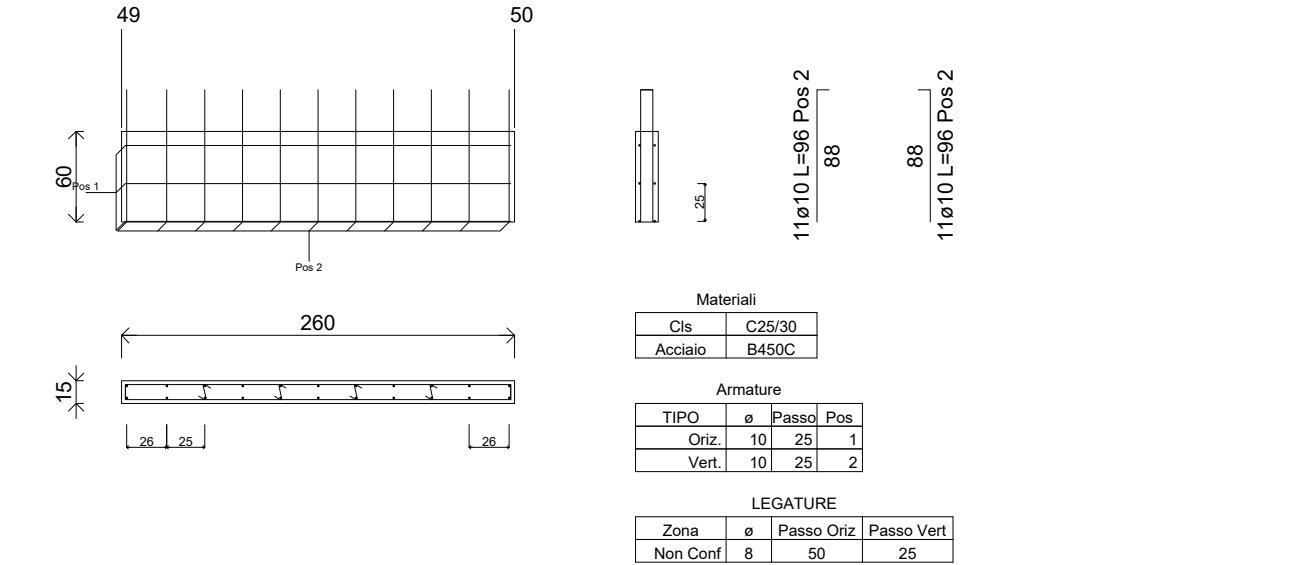 49
50
60
Pos 1
Pos 2
25
11ø10 L=96 Pos 2
88
88
11ø10 L=96 Pos 2
260
15
26
25
26
Materiali
Cls C25/30
Acciaio B450C
Armature
TIPO ø Passo Pos
Oriz. 10 25 1
Vert. 10 25 2
LEGATURE
Zona ø Passo Oriz Passo Vert
Non Conf 8 50 25